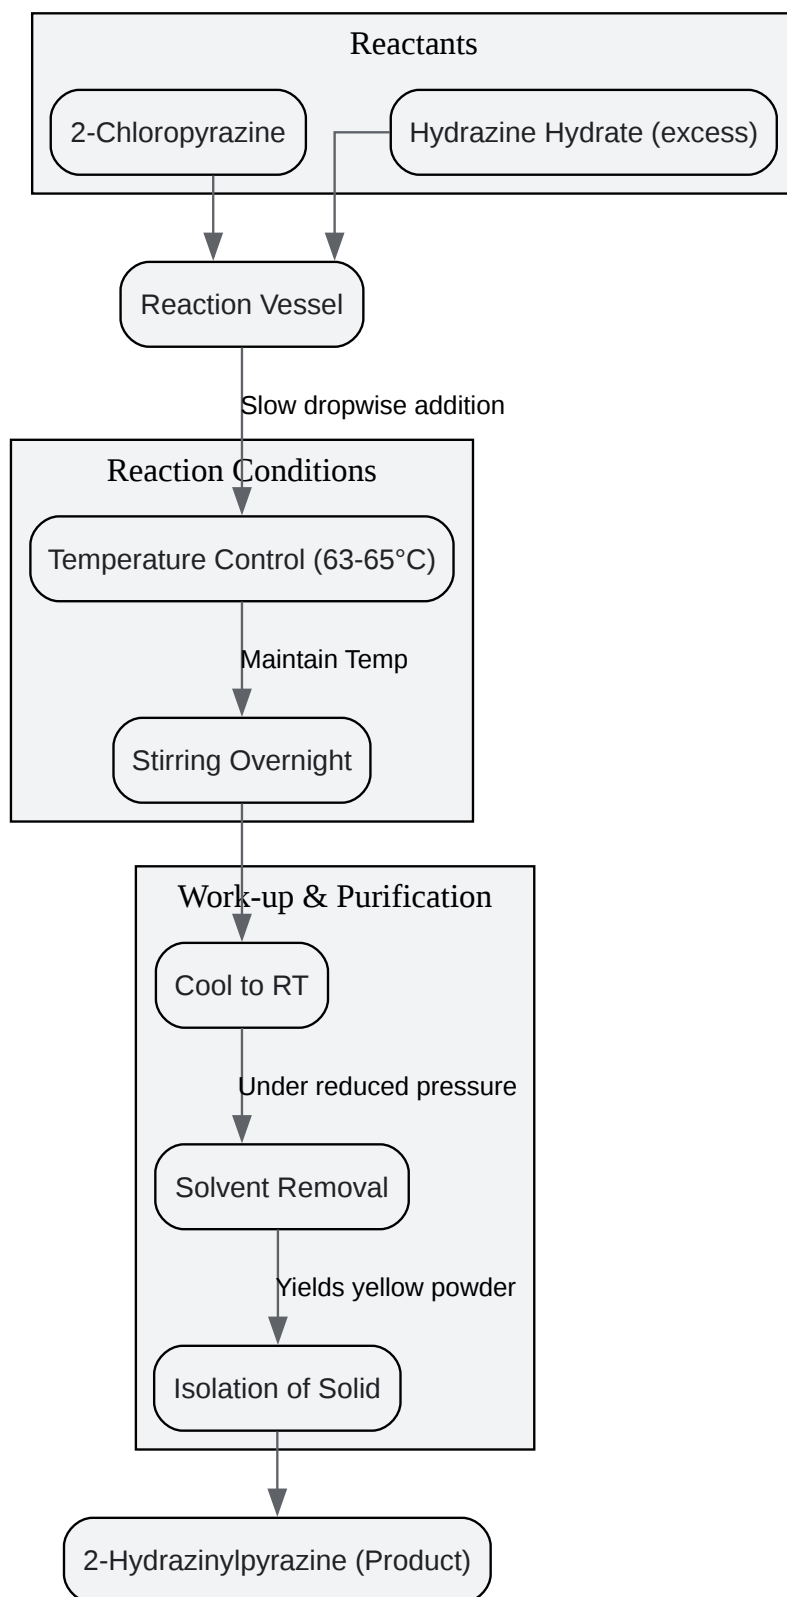 Reactants
2-Chloropyrazine
Hydrazine Hydrate (excess)
Reaction Vessel
Slow dropwise addition
Reaction Conditions
Temperature Control (63-65°C)
Maintain Temp
Stirring Overnight
Work-up & Purification
Cool to RT
Under reduced pressure
Solvent Removal
Yields yellow powder
Isolation of Solid
2-Hydrazinylpyrazine (Product)